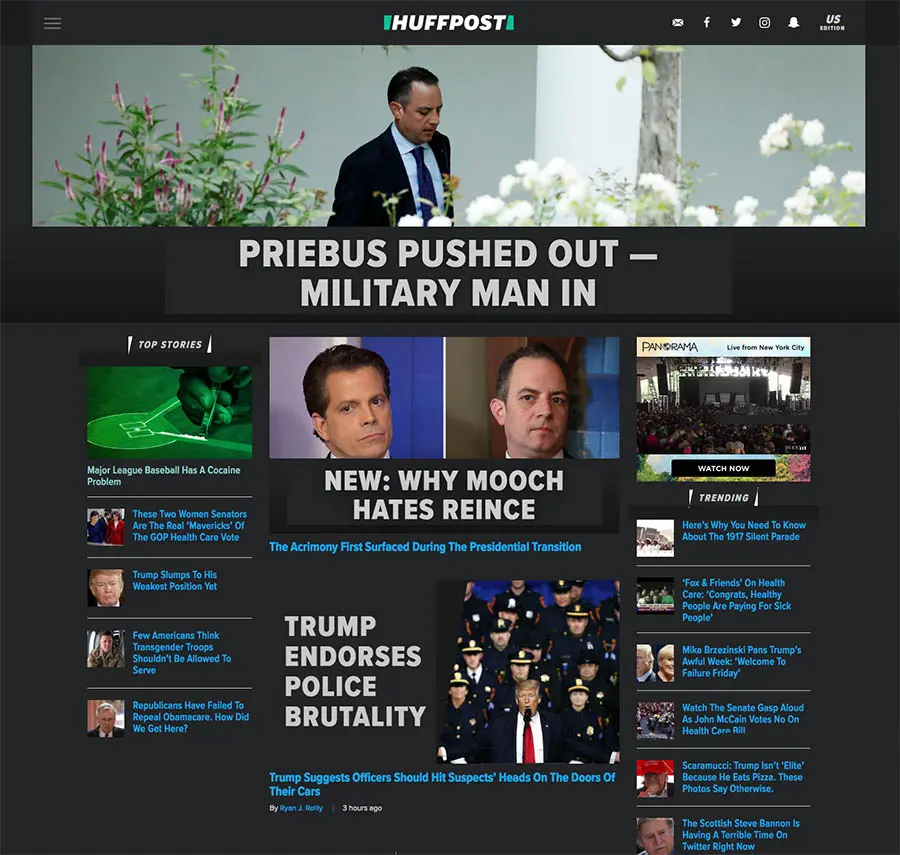 HUFFPOST
US
EDITION
PRIEBUS PUSHED OUT —
MILITARY MAN IN
TOP STORIES
Major League Baseball Has A Cocaine
Problem
These Two Women Senators
Are The Real ‘Mavericks’ Of
The GOP Health Care Vote
Trump Slumps To His
Weakest Position Yet
Few Americans Think
Transgender Troops
Shouldn’t Be Allowed To
Serve
Republicans Have Failed To
Repeal Obamacare. How Did
We Get Here?
NEW: WHY MOOCH
HATES REINCE
The Acrimony First Surfaced During The Presidential Transition
TRUMP
ENDORSES
POLICE
BRUTALITY
Trump Suggests Officers Should Hit Suspects’ Heads On The Doors Of
Their Cars
By Ryan J. Reilly | 3 hours ago
PANORAMA Live from New York City
WATCH NOW
TRENDING
Here’s Why You Need To Know
About The 1917 Silent Parade
‘Fox & Friends’ On Health
Care: ‘Congrats, Healthy
People Are Paying For Sick
People’
Mika Brzezinski Pans Trump’s
Awful Week: ‘Welcome To
Failure Friday’
Watch The Senate Gasp Aloud
As John McCain Votes No On
Health Care Bill
Scaramucci: Trump Isn’t ‘Elite’
Because He Eats Pizza. These
Photos Say Otherwise.
The Scottish Steve Bannon Is
Having A Terrible Time On
Twitter Right Now